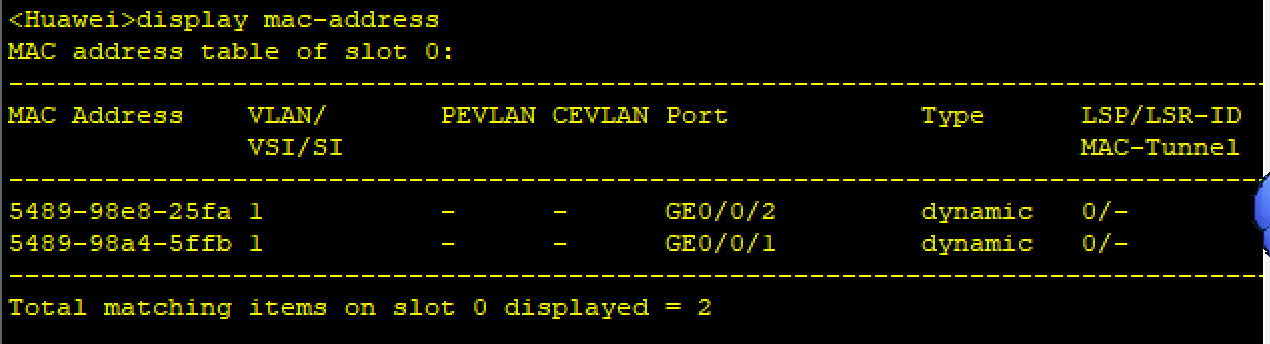 <Huawei>display mac-address
MAC address table of slot 0:
-------------------------------------------------------------------------------
MAC Address    VLAN/       PEVLAN CEVLAN Port            Type      LSP/LSR-ID
               VSI/SI                                              MAC-Tunnel
-------------------------------------------------------------------------------
5489-98e8-25fa 1           -      -      GE0/0/2         dynamic   0/-
5489-98a4-5ffb 1           -      -      GE0/0/1         dynamic   0/-
-------------------------------------------------------------------------------
Total matching items on slot 0 displayed = 2